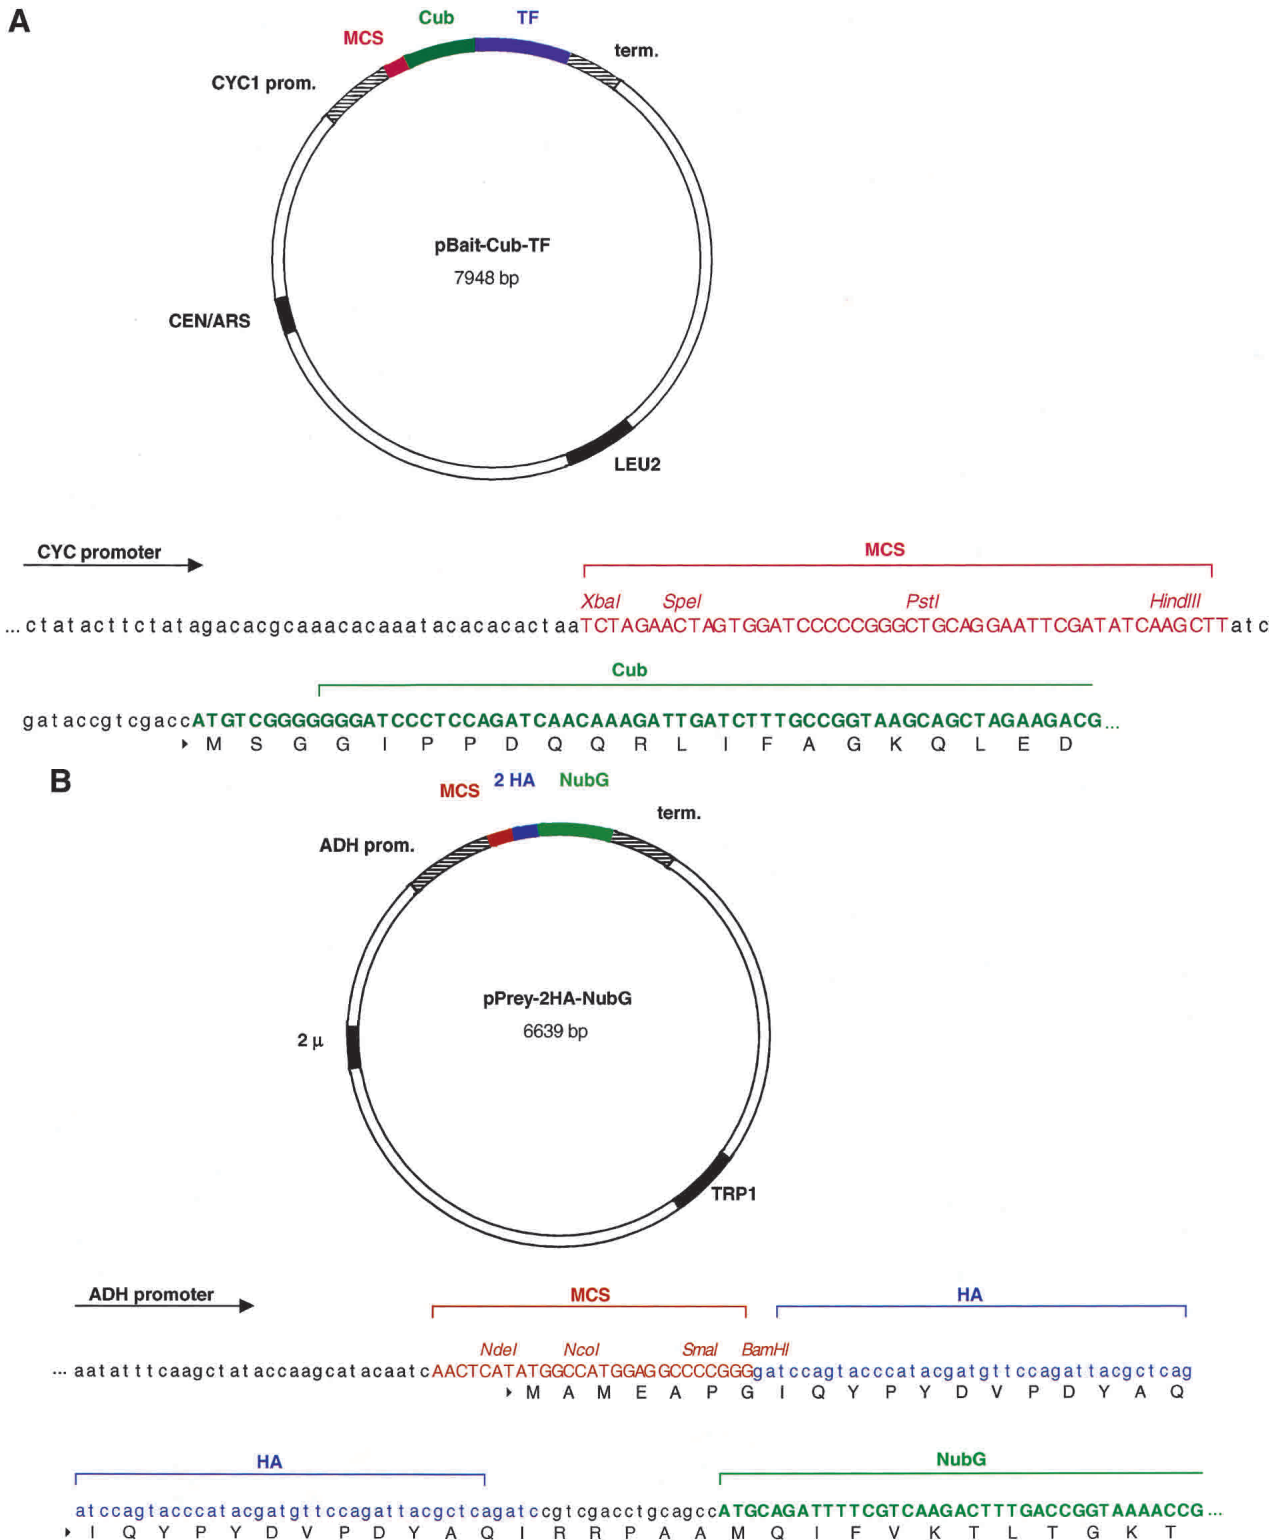 A
Cub TF
MCS
term.
CYC1 prom.
pBait-Cub-TF
7948 bp
CEN/ARS
LEU2
CYC promoter
MCS
XbaI SpeI PstI HindIII
...ctatacttctatagacacgcaaacacaaatacacacactaaTCTAGAACTAGTGGATCCCCCGGGCTGCAGGAATTCGATATCAAGCTTatc
Cub
gataccgtcgaccATGTCGGGGGGGATCCCTCCAGATCAACAAAGATTGATCTTTGCCGGTAAGCAGCTAGAAGACG...
M S G G I P P D Q Q R L I F A G K Q L E D
B
MCS 2 HA NubG
term.
ADH prom.
pPrey-2HA-NubG
6639 bp
2 µ
TRP1
ADH promoter
MCS HA
NdeI NcoI SmaI BamHI
... aatatttcaagctataccaagcatacaatcAACTCATATGGCCATGGAGGCCCCGGGgatccagtacccatacgatgttccagattacgctcag
M A M E A P G I Q Y P Y D V P D Y A Q
HA
NubG
atccagtacccatacgatgttccagattacgctcagatccgtcgacctgcagccATGCAGATTTTCGTCAAGACTTTGACCGGTAAAACCG...
I Q Y P Y D V P D Y A Q I R R P A A M Q I F V K T L T G K T